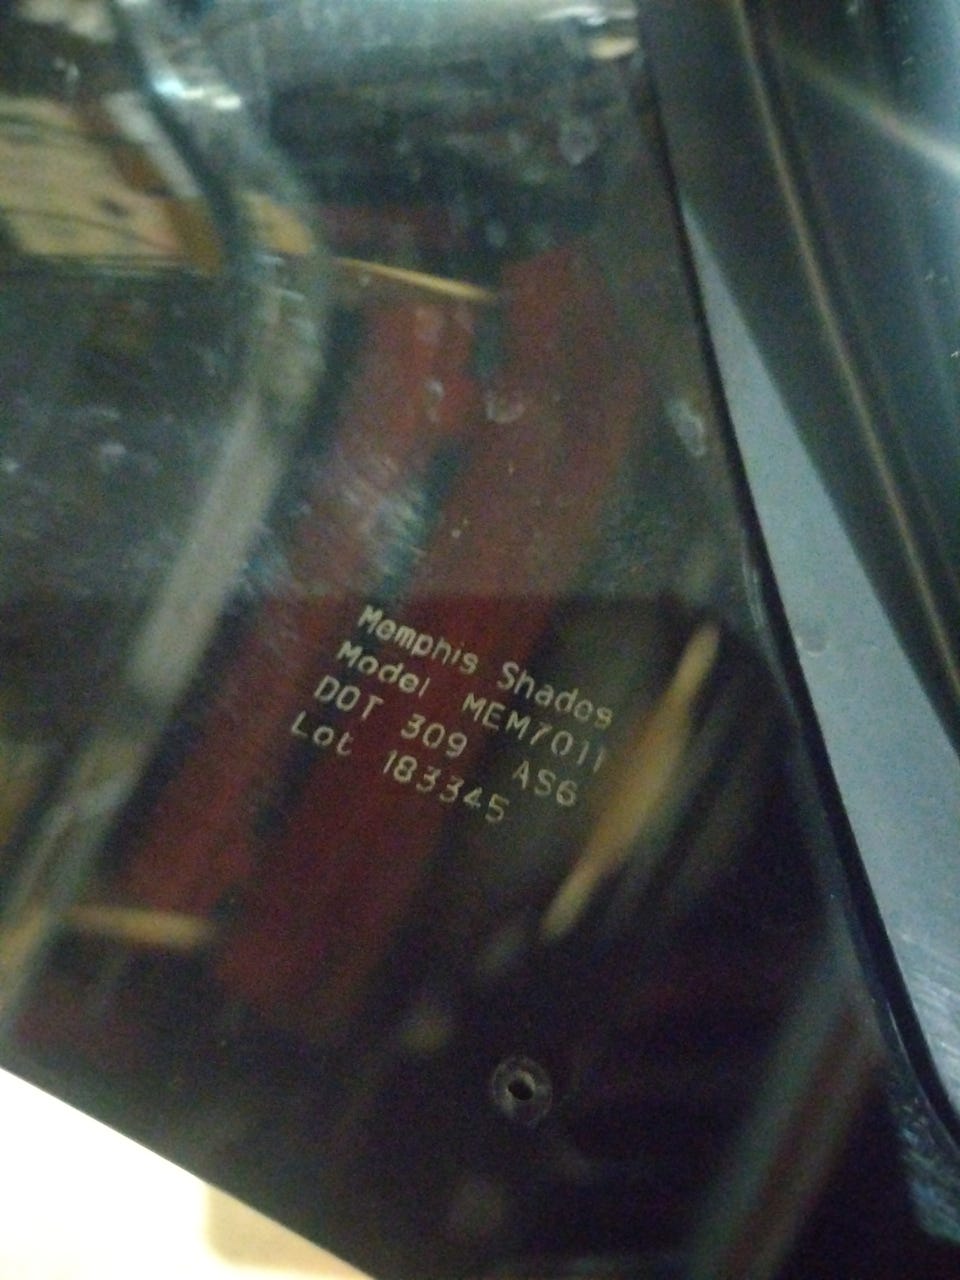 Memphis Shades
Model MEM7011
DOT 309 AS6
Lot 183345